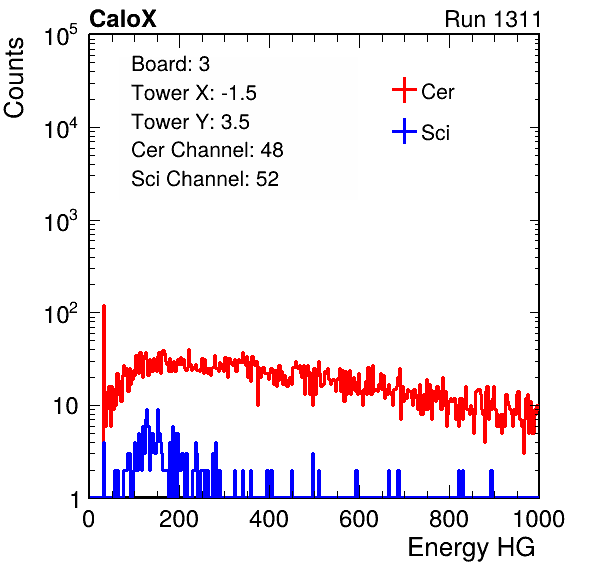 CaloX Run 1311
Counts
10^5
10^4
10^3
10^2
10
1
Board: 3
Tower X: -1.5
Tower Y: 3.5
Cer Channel: 48
Sci Channel: 52
Cer
Sci
0 200 400 600 800 1000
Energy HG